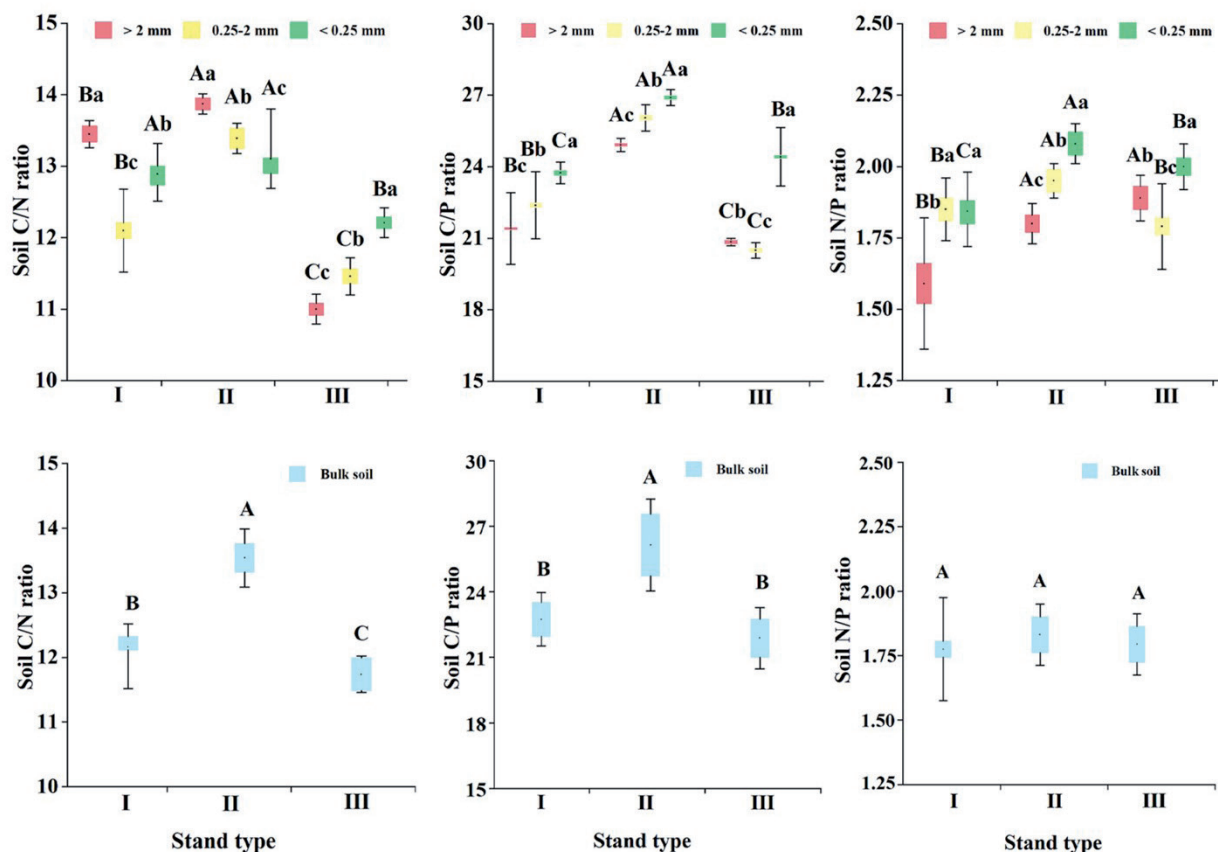 Soil C/N ratio
15
14
13
12
11
10
> 2 mm 0.25-2 mm < 0.25 mm
Ba
Bc
Ab
Aa
Ab
Ac
Cc
Cb
Ba
I II III
Soil C/P ratio
30
27
24
21
18
15
> 2 mm 0.25-2 mm < 0.25 mm
Bc
Bb
Ca
Ac
Ab
Aa
Cb
Cc
Ba
I II III
Soil N/P ratio
2.50
2.25
2.00
1.75
1.50
1.25
> 2 mm 0.25-2 mm < 0.25 mm
Bb
Ba
Ca
Ac
Ab
Aa
Ab
Bc
Ba
I II III
Soil C/N ratio
15
14
13
12
11
10
Bulk soil
B
A
C
I II III
Stand type
Soil C/P ratio
30
27
24
21
18
15
Bulk soil
B
A
B
I II III
Stand type
Soil N/P ratio
2.50
2.25
2.00
1.75
1.50
1.25
Bulk soil
A
A
A
I II III
Stand type